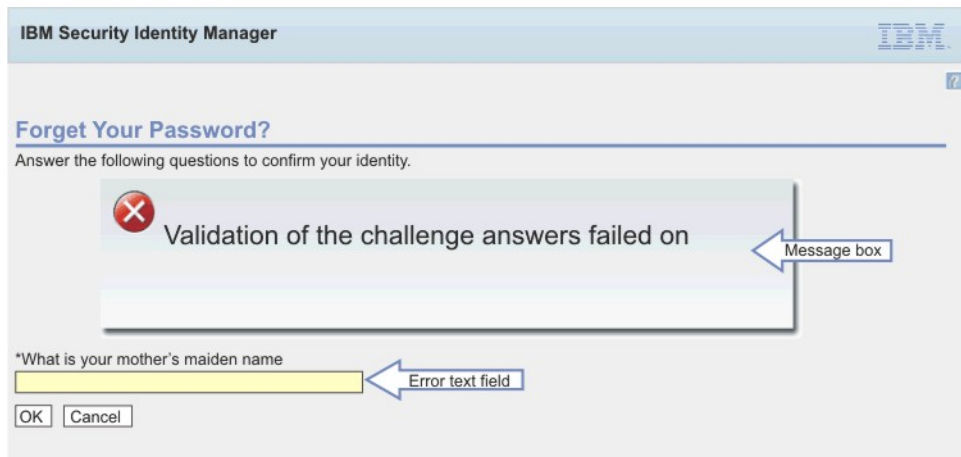 IBM Security Identity Manager
IBM.
?
Forget Your Password?
Answer the following questions to confirm your identity.
Validation of the challenge answers failed on
Message box
*What is your mother's maiden name
Error text field
OK Cancel